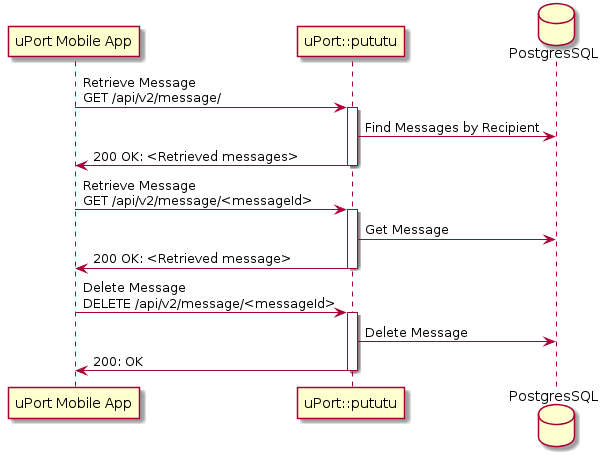 uPort Mobile App
uPort::pututu
PostgresSQL
Retrieve Message
GET /api/v2/message/
Find Messages by Recipient
200 OK: <Retrieved messages>
Retrieve Message
GET /api/v2/message/<messageId>
Get Message
200 OK: <Retrieved message>
Delete Message
DELETE /api/v2/message/<messageId>
Delete Message
200: OK
uPort Mobile App
uPort::pututu
PostgresSQL